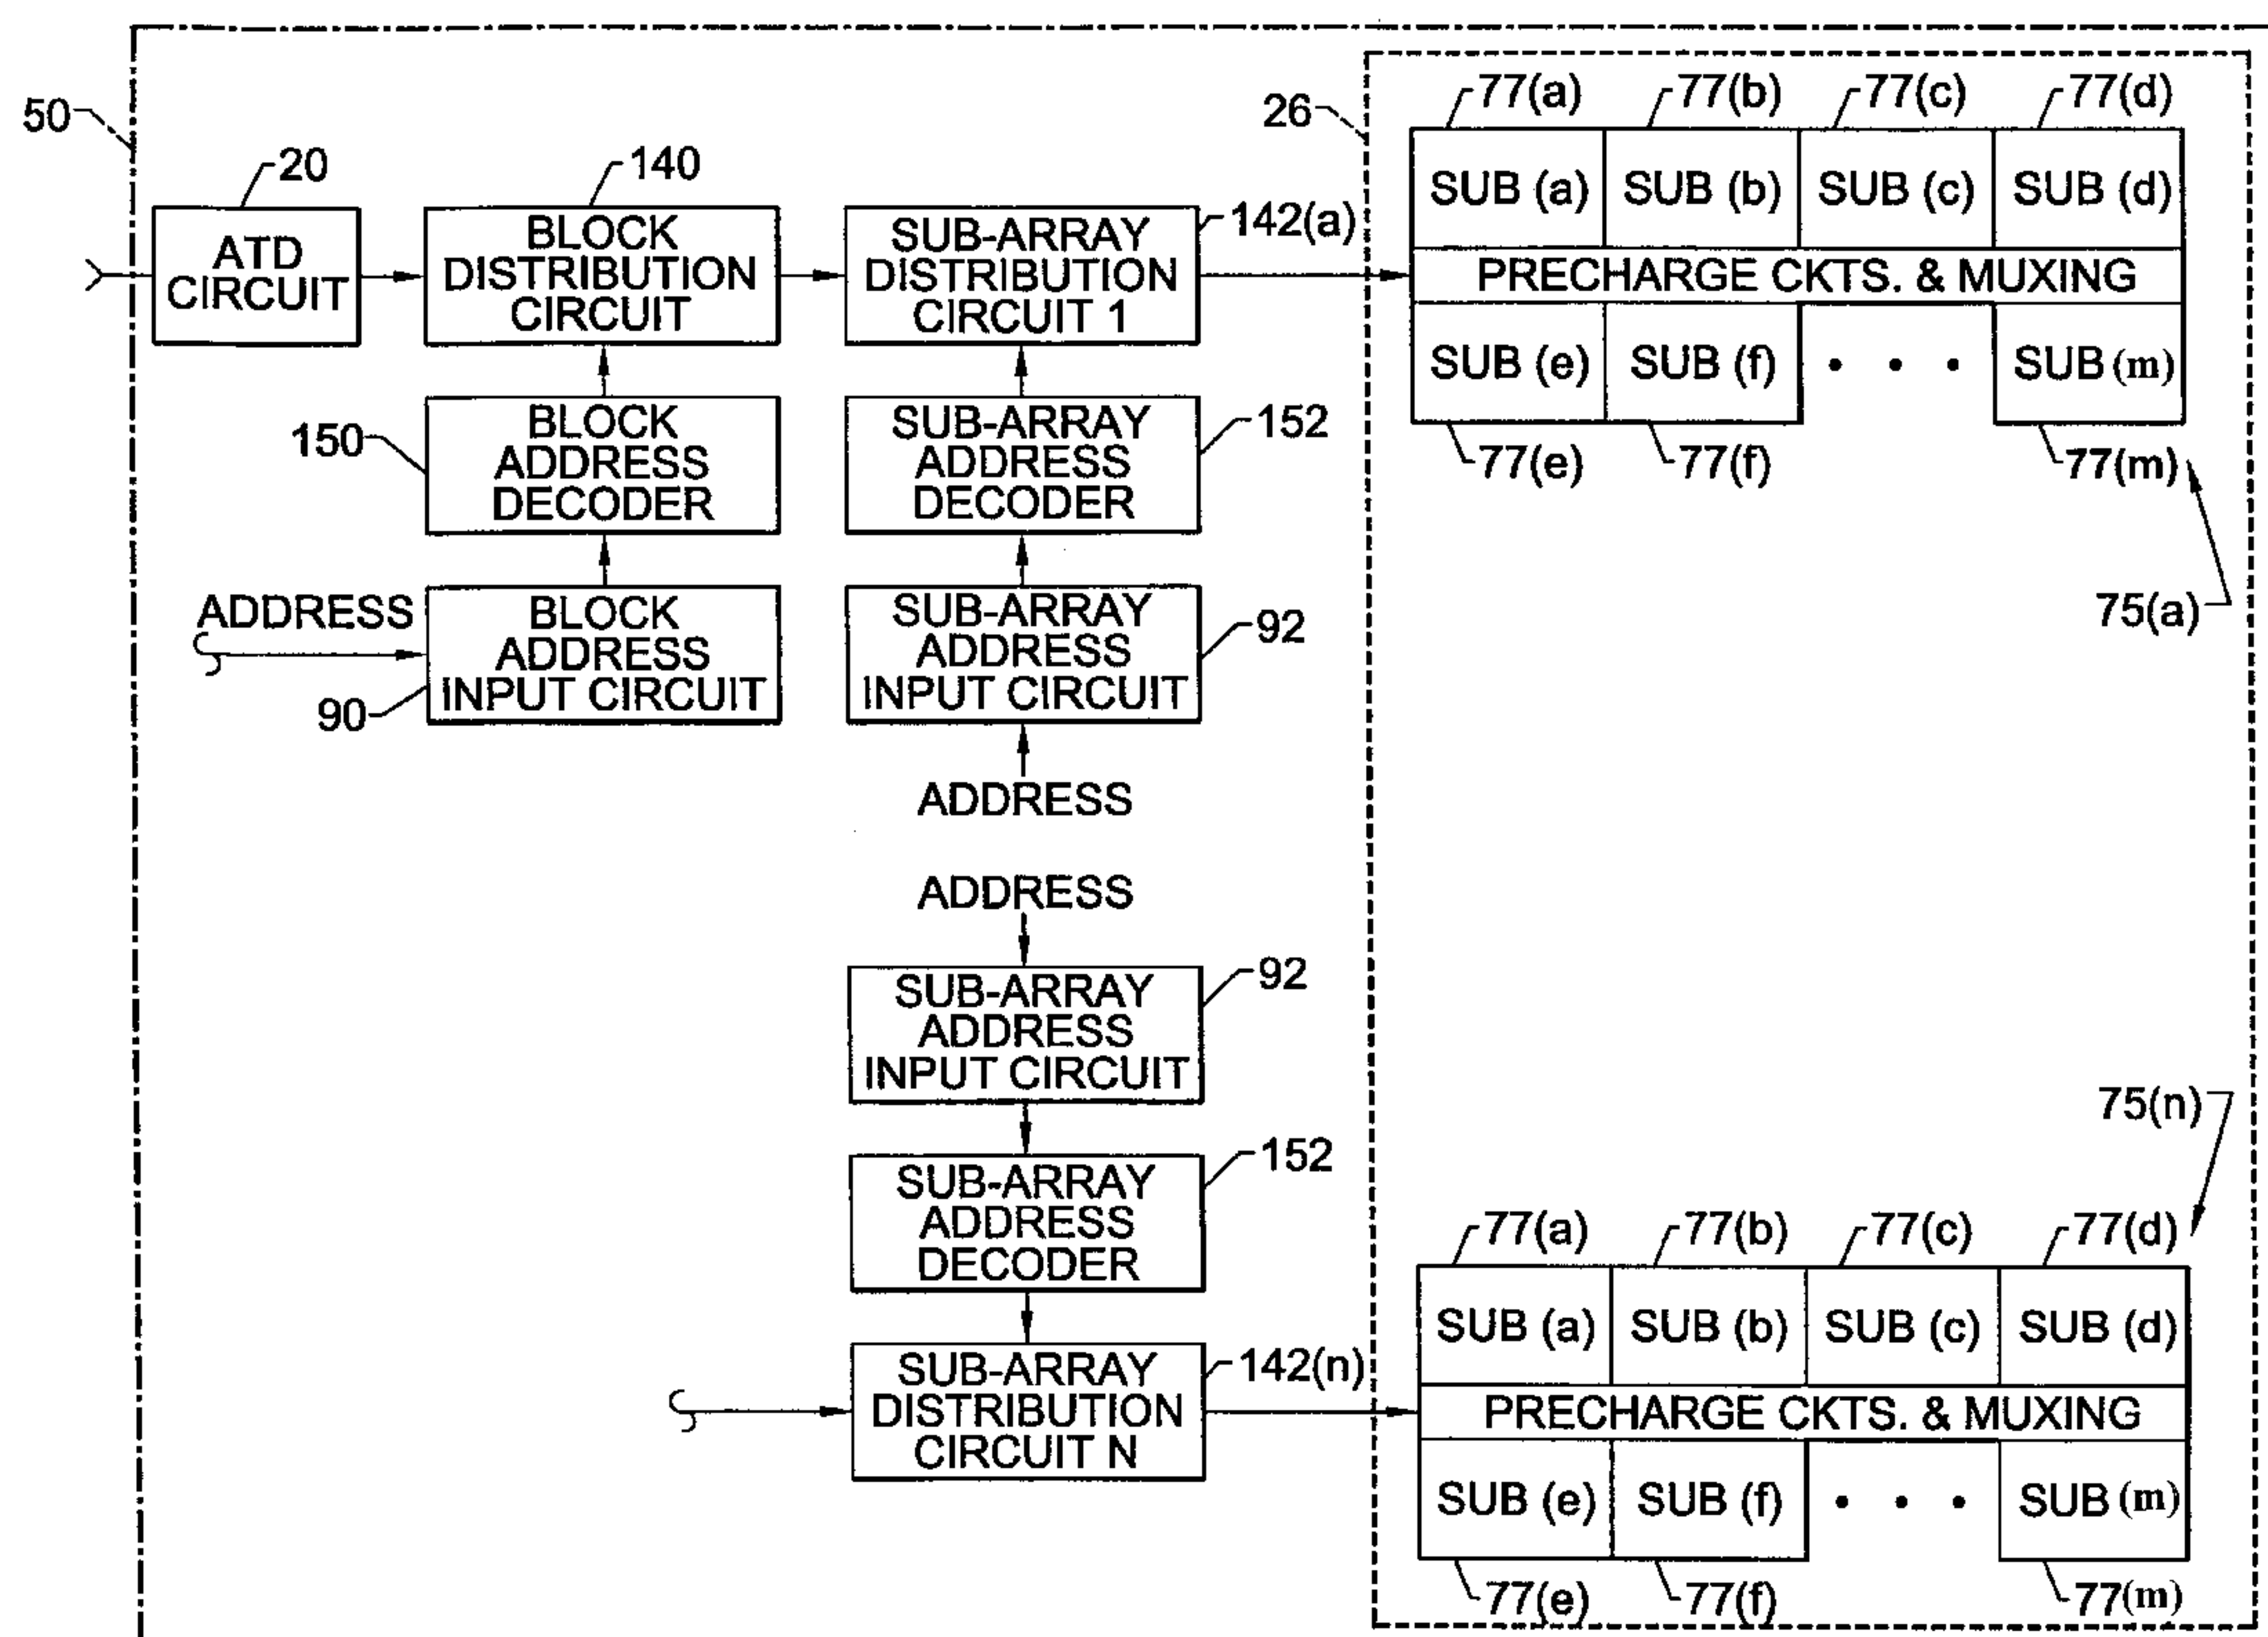 50
20
ATD
CIRCUIT
140
BLOCK
DISTRIBUTION
CIRCUIT
SUB-ARRAY
DISTRIBUTION
CIRCUIT 1
142(a)
150
BLOCK
ADDRESS
DECODER
SUB-ARRAY
ADDRESS
DECODER
152
ADDRESS
BLOCK
ADDRESS
INPUT CIRCUIT
90
SUB-ARRAY
ADDRESS
INPUT CIRCUIT
92
ADDRESS
26
77(a) 77(b) 77(c) 77(d)
SUB (a) SUB (b) SUB (c) SUB (d)
PRECHARGE CKTS. & MUXING
SUB (e) SUB (f) • • • SUB (m)
77(e) 77(f) 77(m)
75(a)
ADDRESS
SUB-ARRAY
ADDRESS
INPUT CIRCUIT
92
SUB-ARRAY
ADDRESS
DECODER
152
SUB-ARRAY
DISTRIBUTION
CIRCUIT N
142(n)
75(n)
77(a) 77(b) 77(c) 77(d)
SUB (a) SUB (b) SUB (c) SUB (d)
PRECHARGE CKTS. & MUXING
SUB (e) SUB (f) • • • SUB (m)
77(e) 77(f) 77(m)